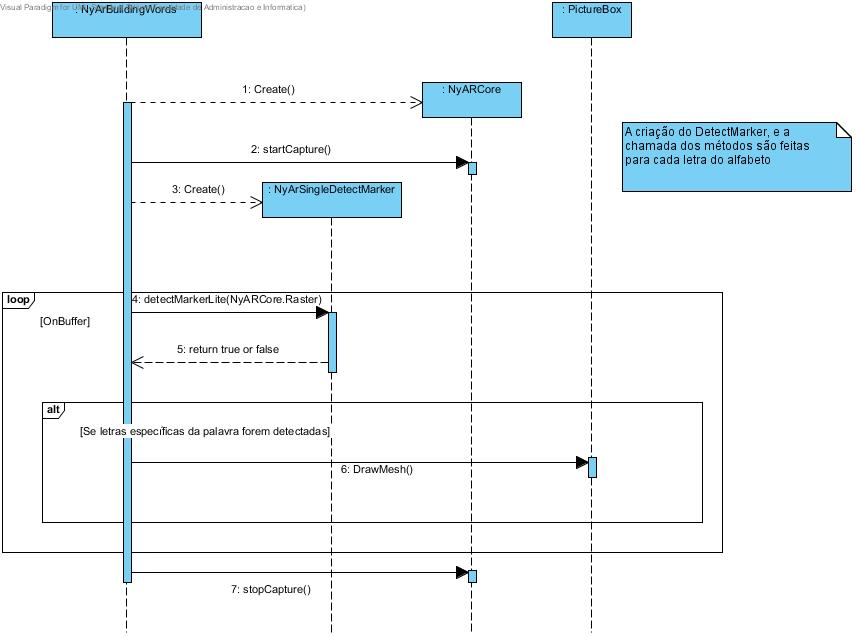 Visual Paradigm for UML de Administracao e Informatica)
: NyArBuildingWords
: PictureBox
1: Create()
: NyARCore
A criação do DetectMarker, e a
chamada dos métodos são feitas
para cada letra do alfabeto
2: startCapture()
3: Create()
: NyArSingleDetectMarker
loop
4: detectMarkerLite(NyARCore.Raster)
[OnBuffer]
5: return true or false
alt
[Se letras específicas da palavra forem detectadas]
6: DrawMesh()
7: stopCapture()